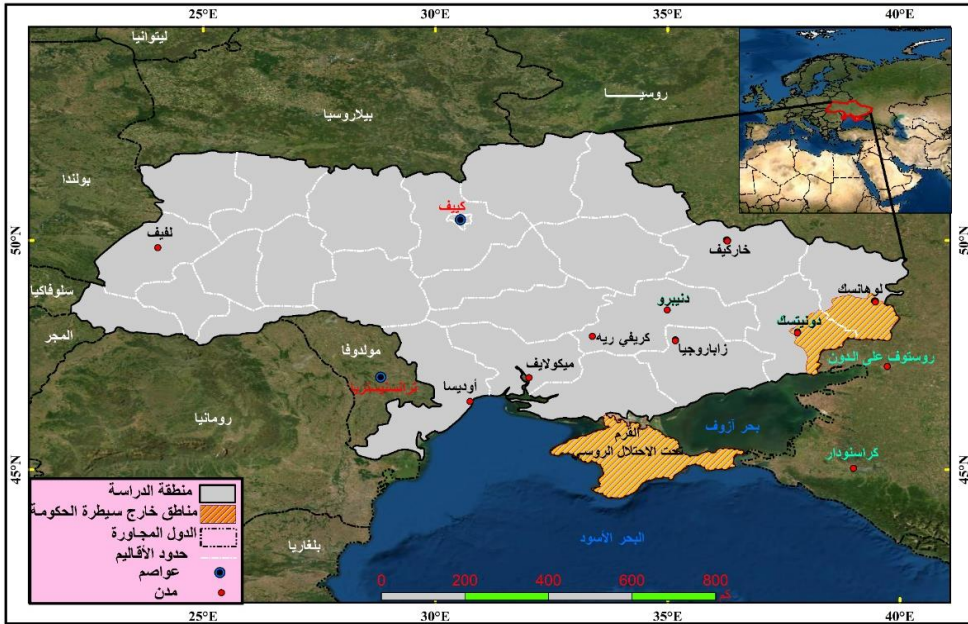 25°E 30°E 35°E 40°E
ليتوانيا
روسيـــــــا
بيلاروسيا
بولندا
كييف
50°N 50°N
لفيف
خاركيف
سلوفاكيا
لوهانسك
دنيبرو
دونيتسك
المجر
كريفي ريه
زاباروجيا
مولدوفا
روستوف على الدون
ميكولايف
أوديسا
رومانيا
القرم
تحت الاحتلال الروسي
بحر آزوف
كراسنودار
45°N 45°N
بلغاريا
البحر الأسود
منطقة الدراسة
مناطق خارج سيطرة الحكومة
الدول المجاورة
حدود الأقاليم
عواصم
مدن
0 200 400 600 800
كم
25°E 30°E 35°E 40°E